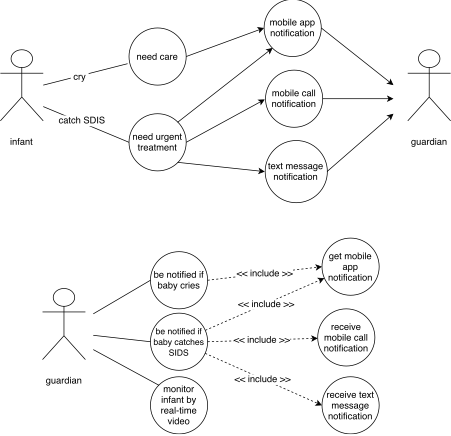 mobile app
notification
need care
cry
mobile call
notification
catch SDIS
infant
need urgent
treatment
guardian
text message
notification
be notified if
baby cries
<< include >>
get mobile
app
notification
<< include >>
be notified if
baby catches
SIDS
<< include >>
receive
mobile call
notification
guardian
<< include >>
monitor
infant by
real-time
video
receive text
message
notification